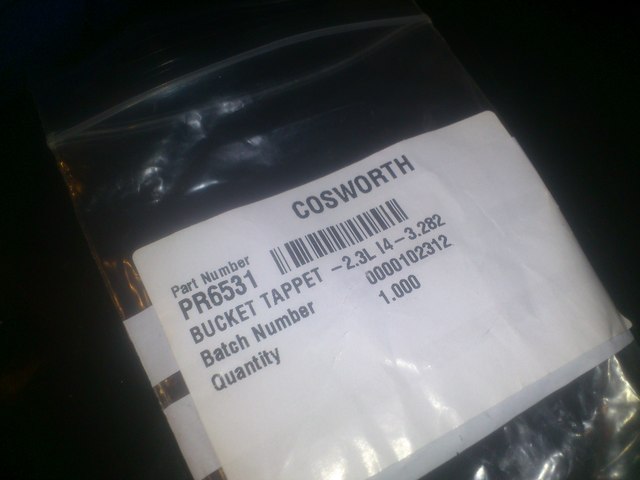 COSWORTH
Part Number
PR6531
BUCKET TAPPET - 2.3L I4 - 3.282
Batch Number 0000102312
Quantity 1.000